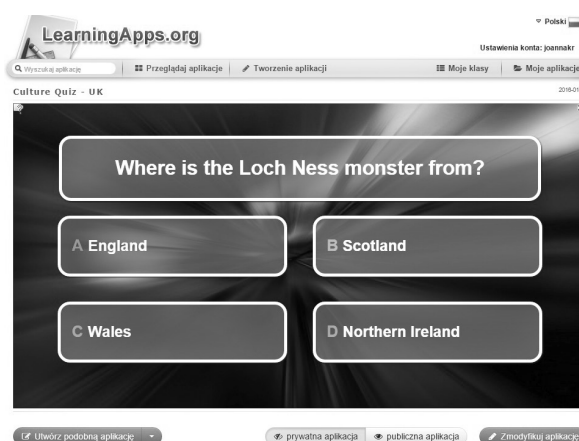 Polski
LearningApps.org
Ustawienia konta: joannakr
Wyszukaj aplikację
Przeglądaj aplikacje
Tworzenie aplikacji
Moje klasy
Moje aplikacje
Culture Quiz - UK
2016-01
Where is the Loch Ness monster from?
A England
B Scotland
C Wales
D Northern Ireland
Utwórz podobną aplikację
prywatna aplikacja
publiczna aplikacja
Zmodyfikuj aplikację